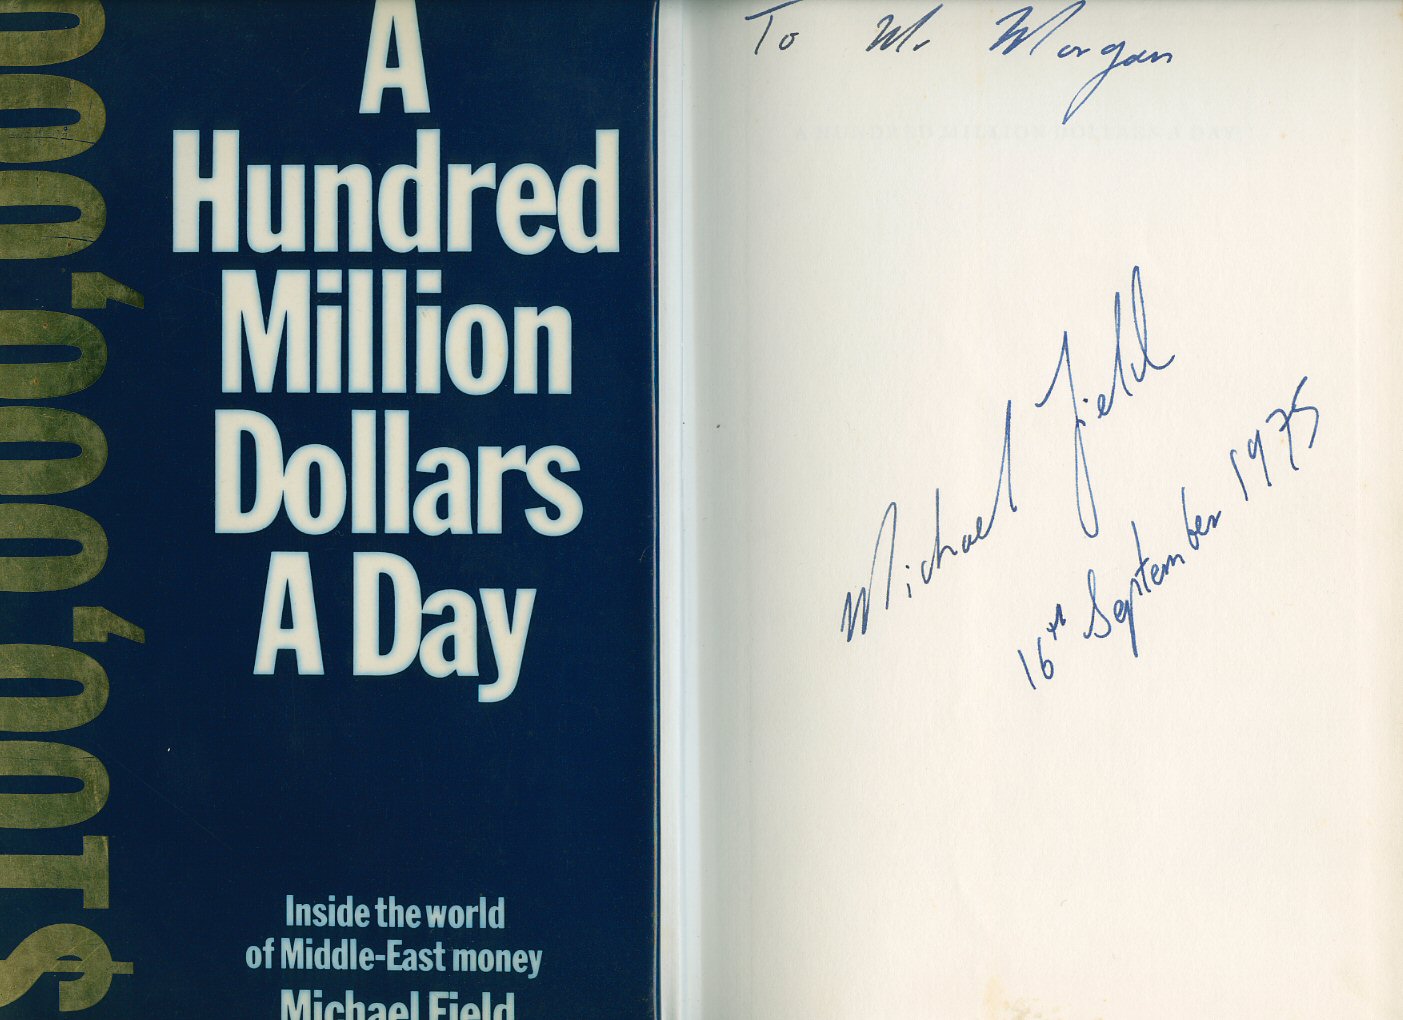 $100,000,000
A
Hundred
Million
Dollars
A Day
Inside the world
of Middle-East money
Michael Field
To Mr Morgan
Michael Field
16th September 1975